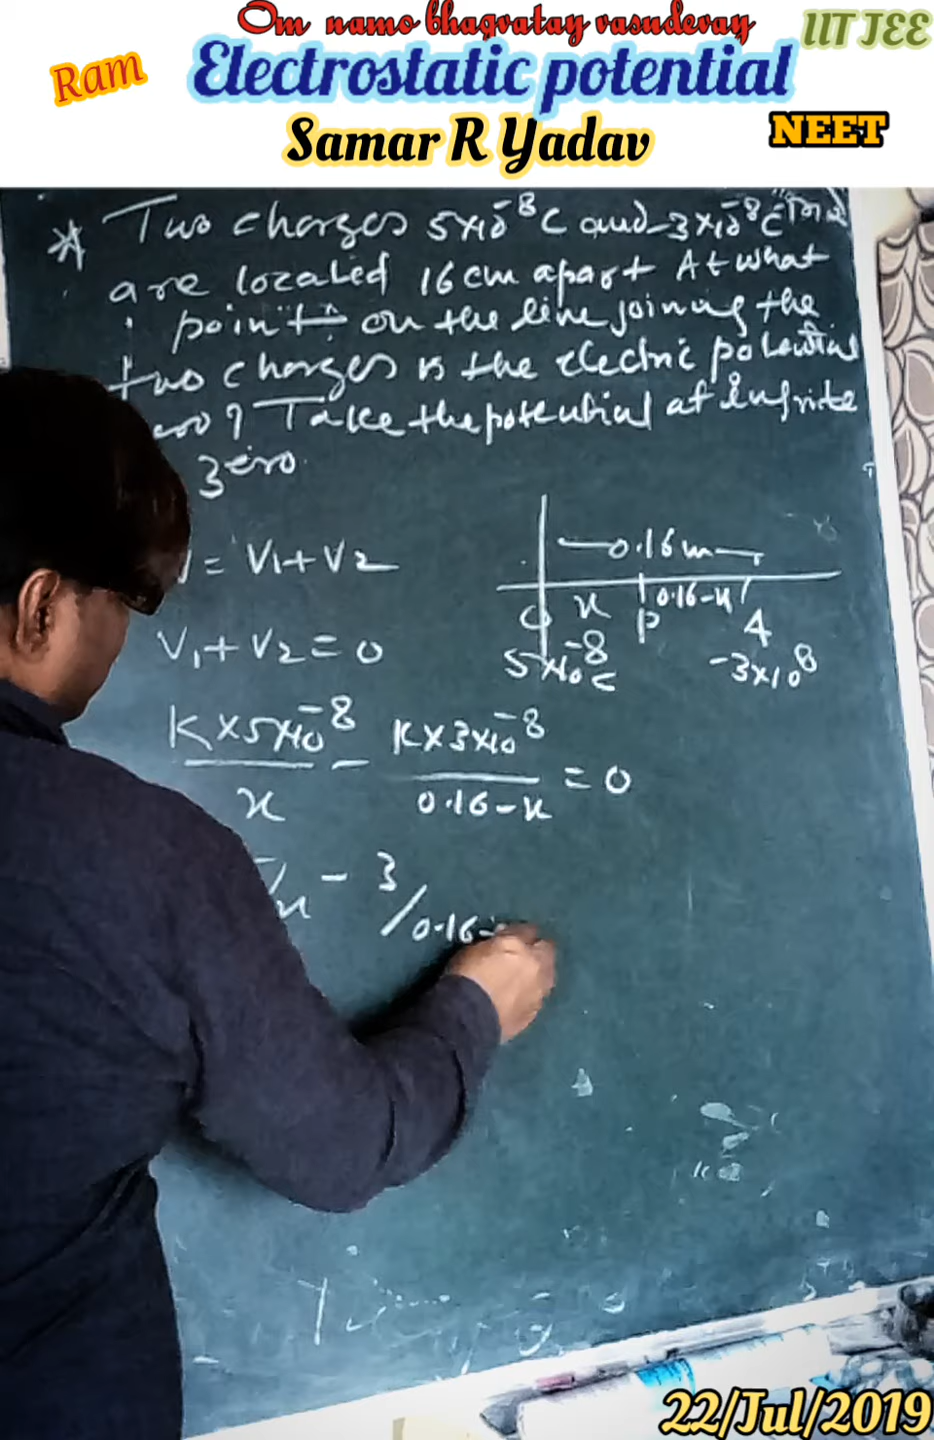 Om namo bhagvatay vasudevay
IIT JEE
Ram
Electrostatic potential
Samar R Yadav
NEET
Two charges 5×10⁻⁸ C and -3×10⁻⁸ C
are located 16 cm apart At what
point on the line joining the
two charges is the electric potential
? Take the potential at infinite
zero.
= V₁ + V₂
V₁ + V₂ = 0
0.16m
x 0.16-x
P A
5×10⁻⁸ C -3×10⁸
K×5×10⁻⁸/x - K×3×10⁻⁸/0.16-x = 0
/x - 3/0.16-
22/Jul/2019